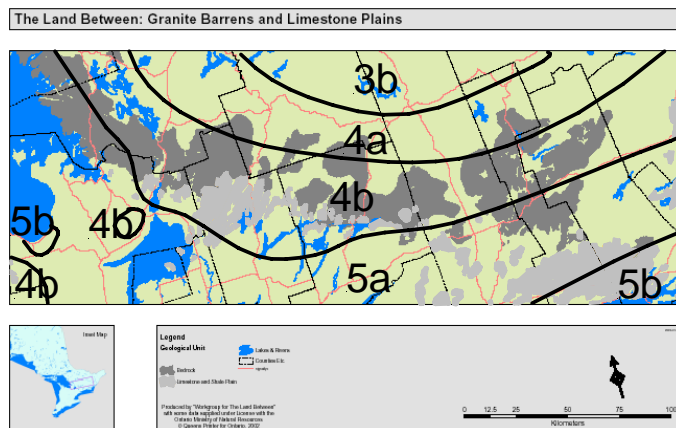 The Land Between: Granite Barrens and Limestone Plains
3b
4a
4b
5b
4b
4b
5a
5b
Inset Map
Legend
Geological Unit
Bedrock
Limestone and Shale Plain
Lakes & Rivers
Counties Etc
Produced by "Workgroup for The Land Between"
with some data supplied under License with the
Ontario Ministry of Natural Resources
© Queens Printer for Ontario, 2002
0 12.5 25 50 75 100
Kilometers